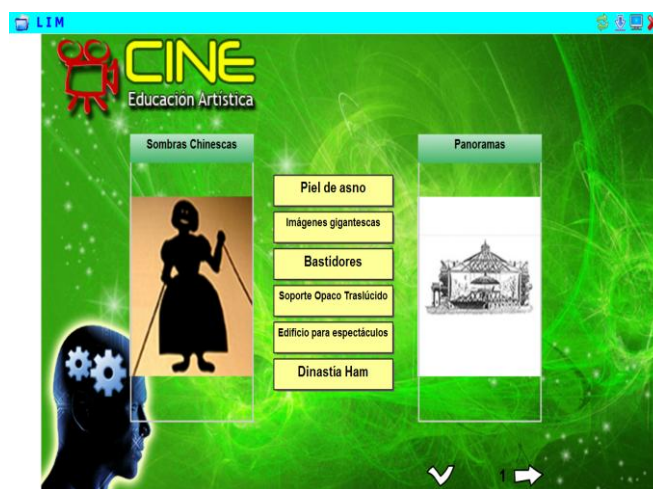 LIM
CINE
Educación Artística
Sombras Chinescas
Panoramas
Piel de asno
Imágenes gigantescas
Bastidores
Soporte Opaco Traslúcido
Edificio para espectáculos
Dinastía Ham
1